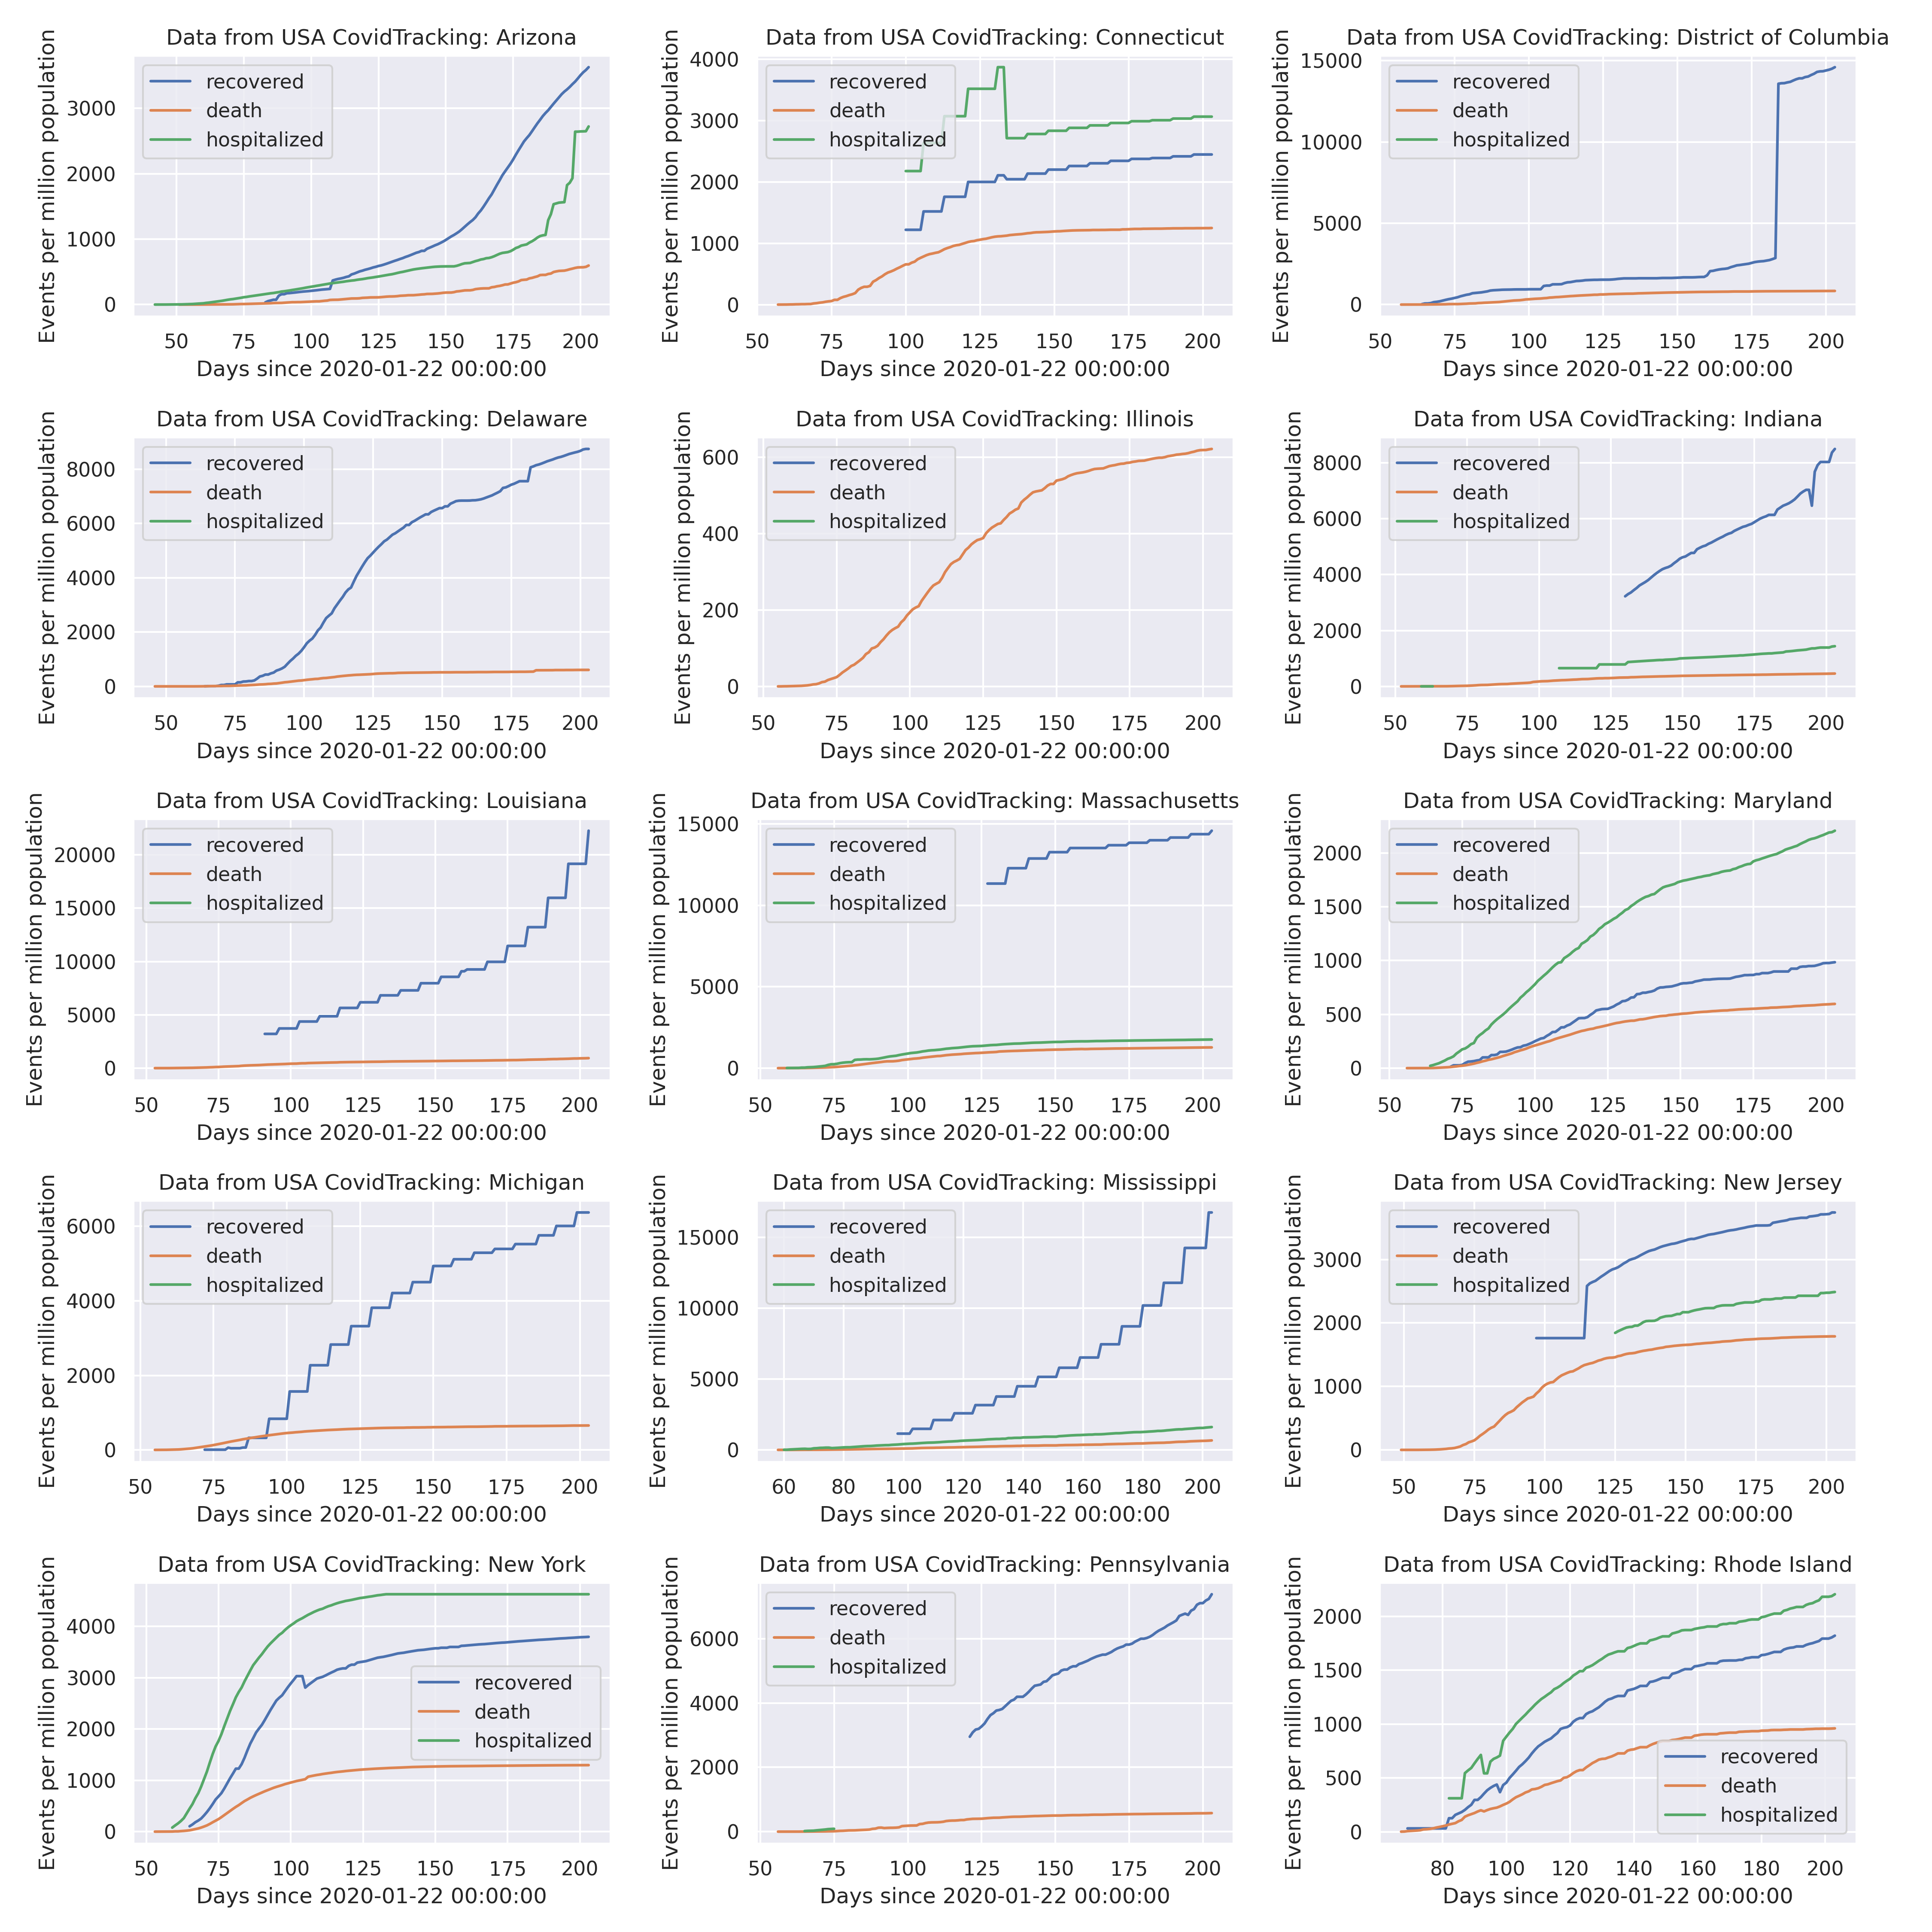 Data from USA CovidTracking: Arizona
Events per million population
3000
2000
1000
0
recovered
death
hospitalized
50 75 100 125 150 175 200
Days since 2020-01-22 00:00:00
Data from USA CovidTracking: Connecticut
Events per million population
4000
3000
2000
1000
0
recovered
death
hospitalized
50 75 100 125 150 175 200
Days since 2020-01-22 00:00:00
Data from USA CovidTracking: District of Columbia
Events per million population
15000
10000
5000
0
recovered
death
hospitalized
50 75 100 125 150 175 200
Days since 2020-01-22 00:00:00
Data from USA CovidTracking: Delaware
Events per million population
8000
6000
4000
2000
0
recovered
death
hospitalized
50 75 100 125 150 175 200
Days since 2020-01-22 00:00:00
Data from USA CovidTracking: Illinois
Events per million population
600
400
200
0
recovered
death
hospitalized
50 75 100 125 150 175 200
Days since 2020-01-22 00:00:00
Data from USA CovidTracking: Indiana
Events per million population
8000
6000
4000
2000
0
recovered
death
hospitalized
50 75 100 125 150 175 200
Days since 2020-01-22 00:00:00
Data from USA CovidTracking: Louisiana
Events per million population
20000
15000
10000
5000
0
recovered
death
hospitalized
50 75 100 125 150 175 200
Days since 2020-01-22 00:00:00
Data from USA CovidTracking: Massachusetts
Events per million population
15000
10000
5000
0
recovered
death
hospitalized
50 75 100 125 150 175 200
Days since 2020-01-22 00:00:00
Data from USA CovidTracking: Maryland
Events per million population
2000
1500
1000
500
0
recovered
death
hospitalized
50 75 100 125 150 175 200
Days since 2020-01-22 00:00:00
Data from USA CovidTracking: Michigan
Events per million population
6000
4000
2000
0
recovered
death
hospitalized
50 75 100 125 150 175 200
Days since 2020-01-22 00:00:00
Data from USA CovidTracking: Mississippi
Events per million population
15000
10000
5000
0
recovered
death
hospitalized
60 80 100 120 140 160 180 200
Days since 2020-01-22 00:00:00
Data from USA CovidTracking: New Jersey
Events per million population
3000
2000
1000
0
recovered
death
hospitalized
50 75 100 125 150 175 200
Days since 2020-01-22 00:00:00
Data from USA CovidTracking: New York
Events per million population
4000
3000
2000
1000
0
recovered
death
hospitalized
50 75 100 125 150 175 200
Days since 2020-01-22 00:00:00
Data from USA CovidTracking: Pennsylvania
Events per million population
6000
4000
2000
0
recovered
death
hospitalized
50 75 100 125 150 175 200
Days since 2020-01-22 00:00:00
Data from USA CovidTracking: Rhode Island
Events per million population
2000
1500
1000
500
0
recovered
death
hospitalized
80 100 120 140 160 180 200
Days since 2020-01-22 00:00:00